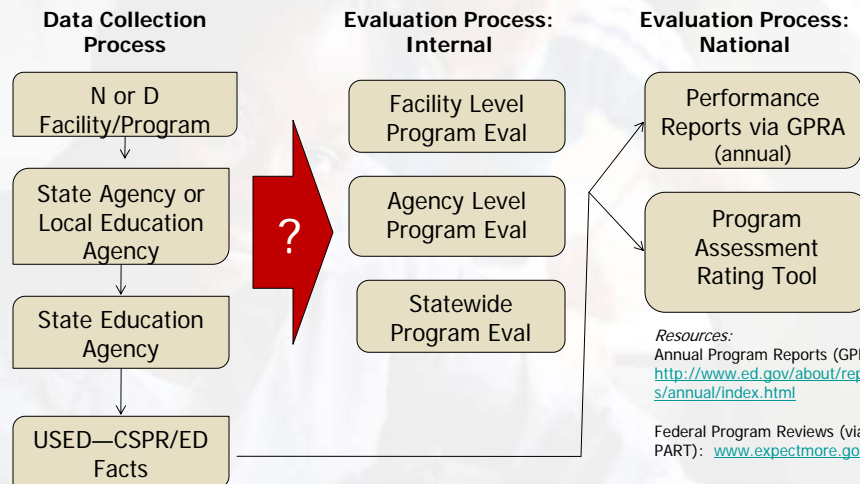 Data Collection
Process
N or D
Facility/Program
State Agency or
Local Education
Agency
State Education
Agency
USED—CSPR/ED
Facts
?
Evaluation Process:
Internal
Facility Level
Program Eval
Agency Level
Program Eval
Statewide
Program Eval
Evaluation Process:
National
Performance
Reports via GPRA
(annual)
Program
Assessment
Rating Tool
Resources:
Annual Program Reports
http://www.ed.gov/about/rep
s/annual/index.html
Federal Program Reviews (via
PART): www.expectmore.go